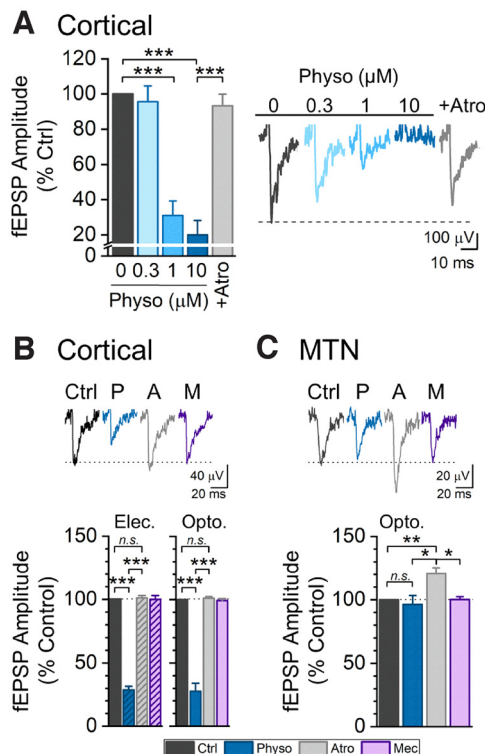 A Cortical
fEPSP Amplitude
(% Ctrl)
120
100
80
60
40
20
0
***
*** ***
0 0.3 1 10 +Atro
Physo (μM)
Physo (μM)
0 0.3 1 10 +Atro
100 μV
10 ms
B Cortical
Ctrl P A M
40 μV
20 ms
Elec. Opto.
n.s. n.s.
*** ***
*** ***
fEPSP Amplitude
(% Control)
150
100
50
0
C MTN
Ctrl P A M
20 μV
20 ms
Opto.
**
* *
n.s.
fEPSP Amplitude
(% Control)
150
100
50
0
Ctrl Physo Atro Mec